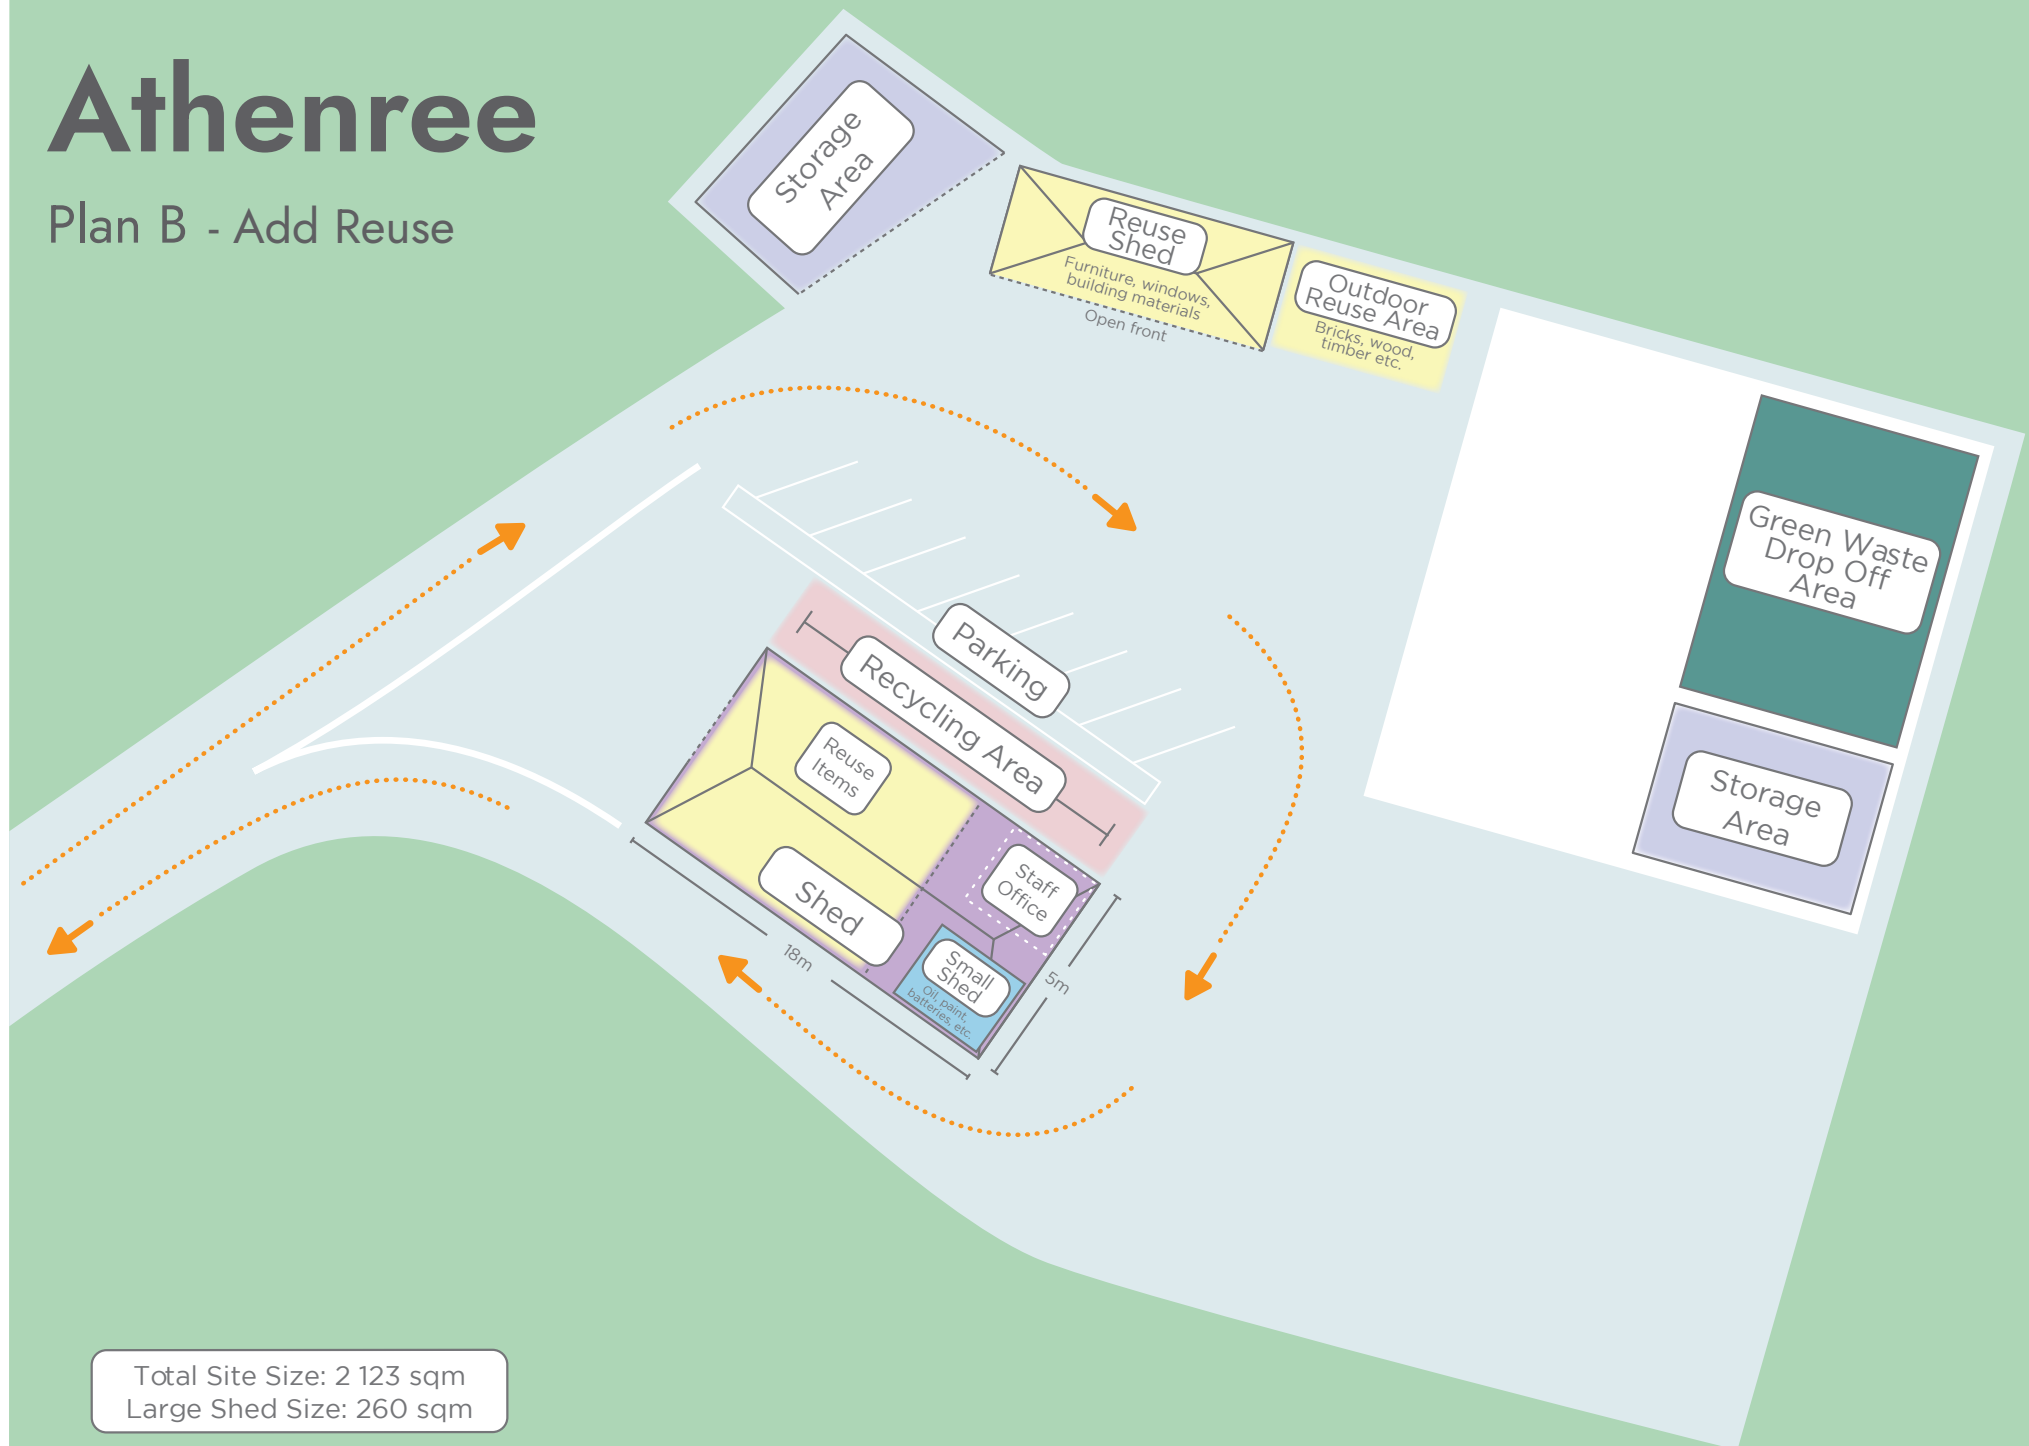 Athenree
Plan B - Add Reuse
Storage
Area
Reuse
Shed
Furniture, windows,
building materials
Open front
Outdoor
Reuse Area
Bricks, wood,
timber etc.
Green Waste
Drop Off
Area
Storage
Area
Parking
Recycling Area
Reuse
Items
Shed
Staff
Office
Small
Shed
Oil, paint,
batteries, etc.
18m
5m
Total Site Size: 2 123 sqm
Large Shed Size: 260 sqm